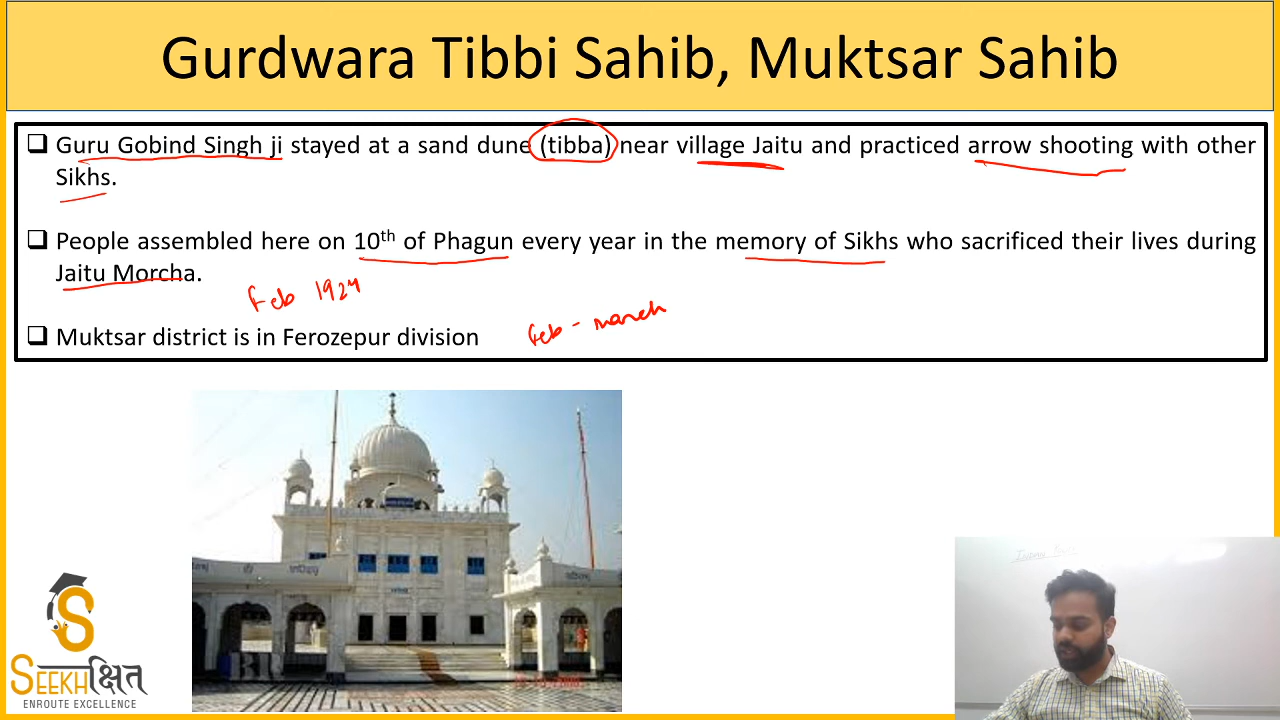 Gurdwara Tibbi Sahib, Muktsar Sahib
Guru Gobind Singh ji stayed at a sand dune (tibba) near village Jaitu and practiced arrow shooting with other
Sikhs.
People assembled here on 10th of Phagun every year in the memory of Sikhs who sacrificed their lives during
Jaitu Morcha.
Feb 1924
Muktsar district is in Ferozepur division
Feb - march
SEEKHक्षित
ENROUTE EXCELLENCE